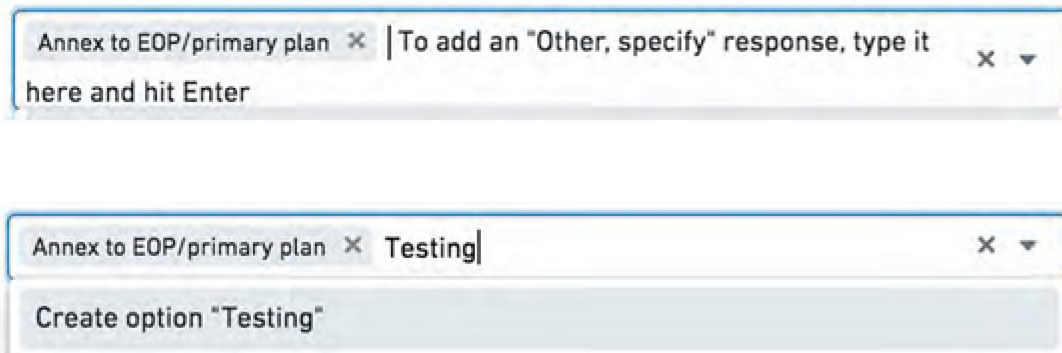 Annex to EOP/primary plan × To add an "Other, specify" response, type it
here and hit Enter
Annex to EOP/primary plan × Testing
Create option "Testing"